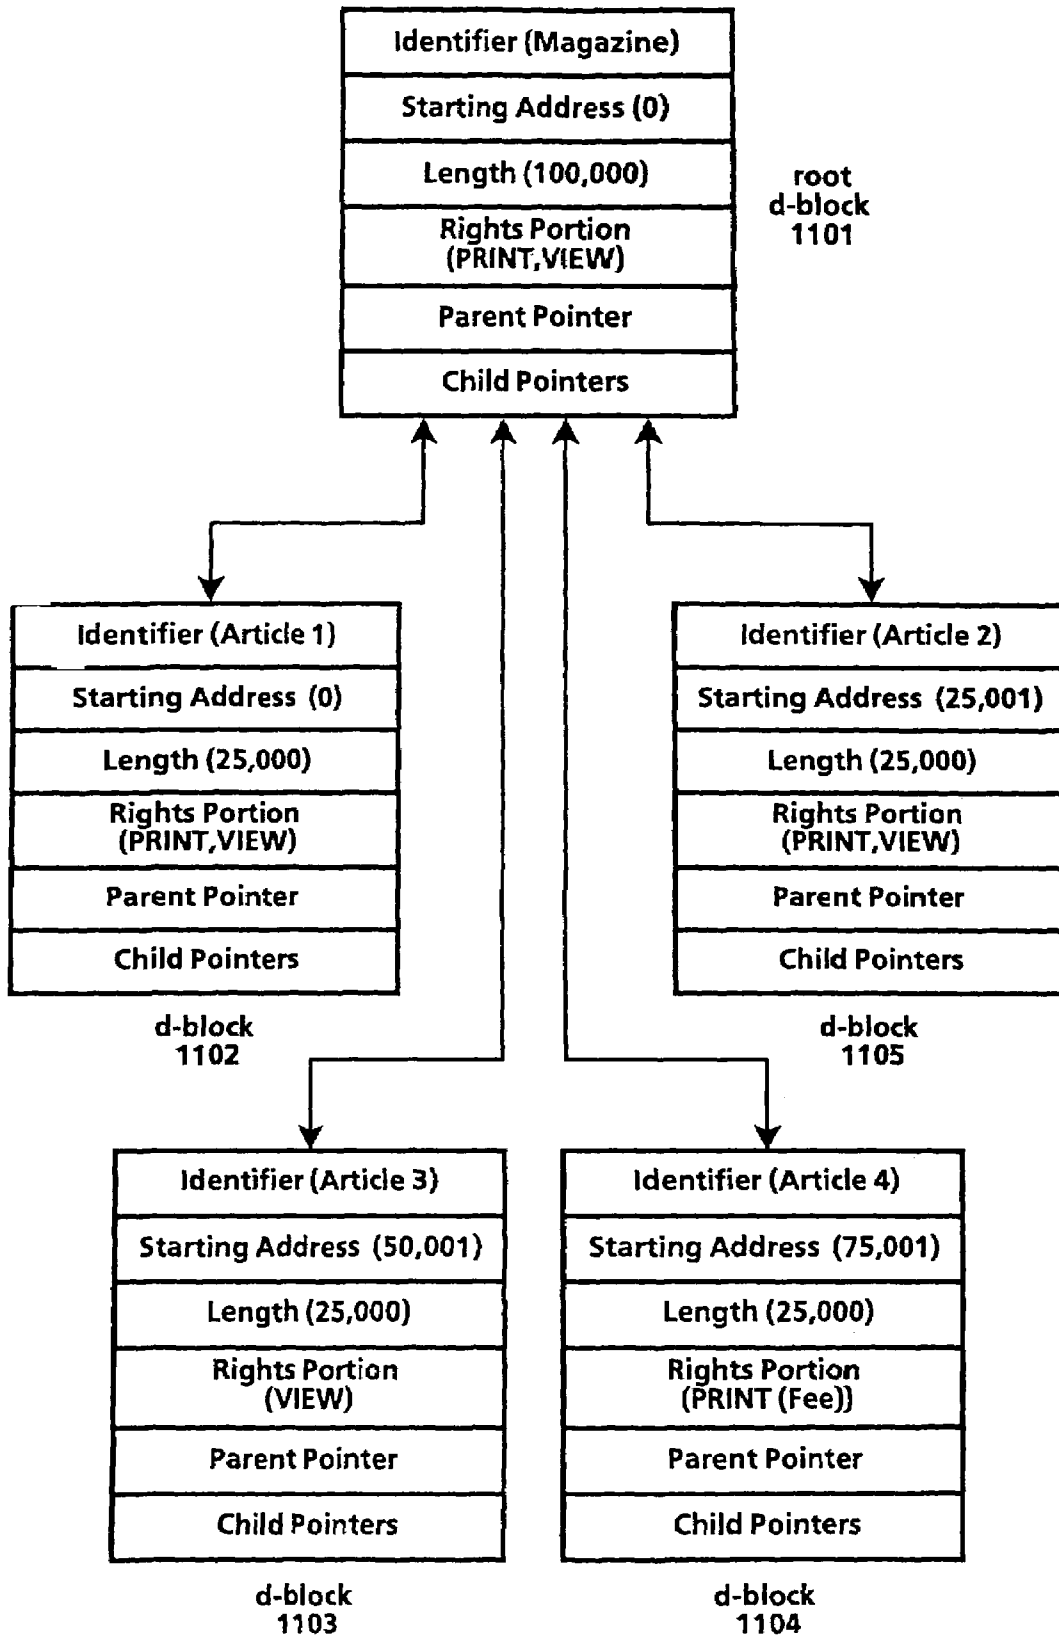 Identifier (Magazine)
Starting Address (0)
Length (100,000)
Rights Portion
(PRINT,VIEW)
Parent Pointer
Child Pointers
root
d-block
1101
Identifier (Article 1)
Starting Address (0)
Length (25,000)
Rights Portion
(PRINT,VIEW)
Parent Pointer
Child Pointers
d-block
1102
Identifier (Article 2)
Starting Address (25,001)
Length (25,000)
Rights Portion
(PRINT,VIEW)
Parent Pointer
Child Pointers
d-block
1105
Identifier (Article 3)
Starting Address (50,001)
Length (25,000)
Rights Portion
(VIEW)
Parent Pointer
Child Pointers
d-block
1103
Identifier (Article 4)
Starting Address (75,001)
Length (25,000)
Rights Portion
(PRINT (Fee))
Parent Pointer
Child Pointers
d-block
1104